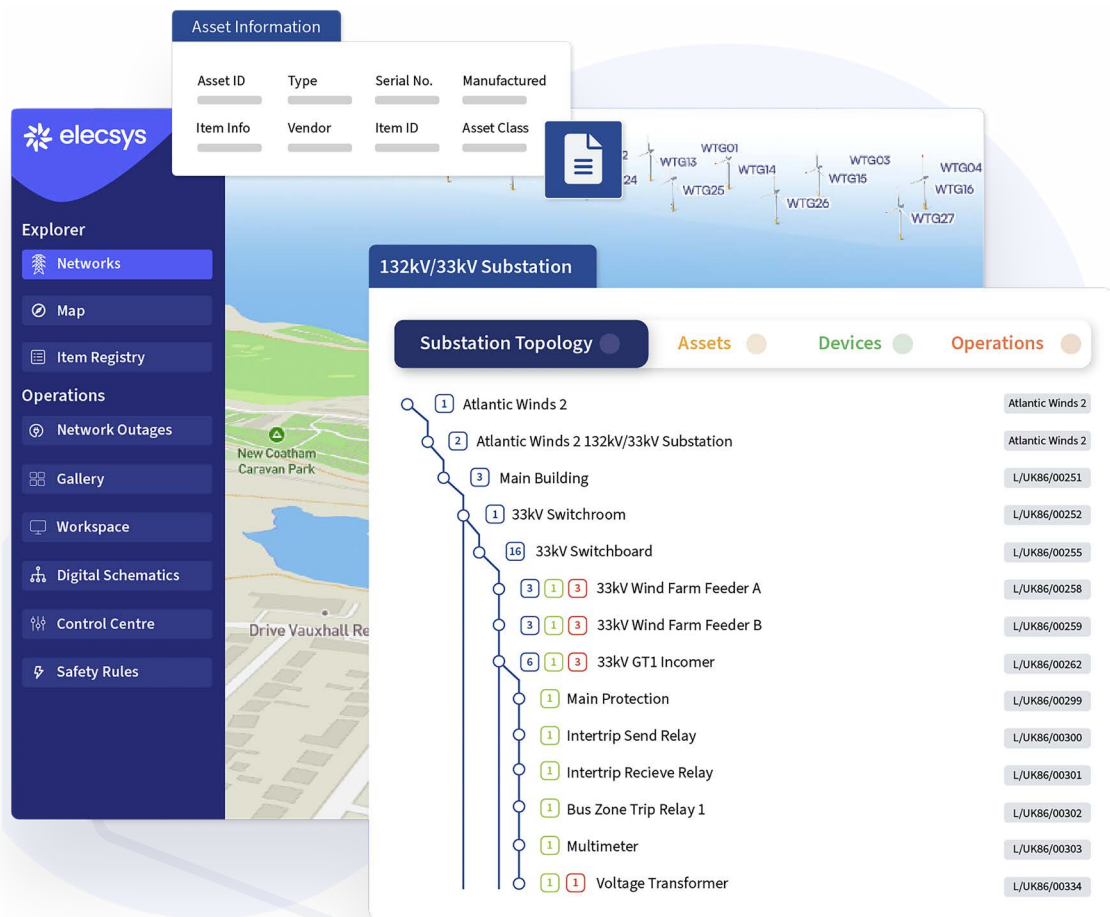 Asset Information
Asset ID Type Serial No. Manufactured
Item Info Vendor Item ID Asset Class
elecsys
Explorer
Networks
Map
Item Registry
Operations
Network Outages
Gallery
Workspace
Digital Schematics
Control Centre
Safety Rules
2 WTG13 WTG01 WTG14 WTG03 WTG15 WTG04
24 WTG25 WTG26 WTG16 WTG27
New Coatham
Caravan Park
Drive Vauxhall Re
132kV/33kV Substation
Substation Topology Assets Devices Operations
1 Atlantic Winds 2 Atlantic Winds 2
2 Atlantic Winds 2 132kV/33kV Substation Atlantic Winds 2
3 Main Building L/UK86/00251
1 33kV Switchroom L/UK86/00252
16 33kV Switchboard L/UK86/00255
3 1 3 33kV Wind Farm Feeder A L/UK86/00258
3 1 3 33kV Wind Farm Feeder B L/UK86/00259
6 1 3 33kV GT1 Incomer L/UK86/00262
1 Main Protection L/UK86/00299
1 Intertrip Send Relay L/UK86/00300
1 Intertrip Recieve Relay L/UK86/00301
1 Bus Zone Trip Relay 1 L/UK86/00302
1 Multimeter L/UK86/00303
1 1 Voltage Transformer L/UK86/00334